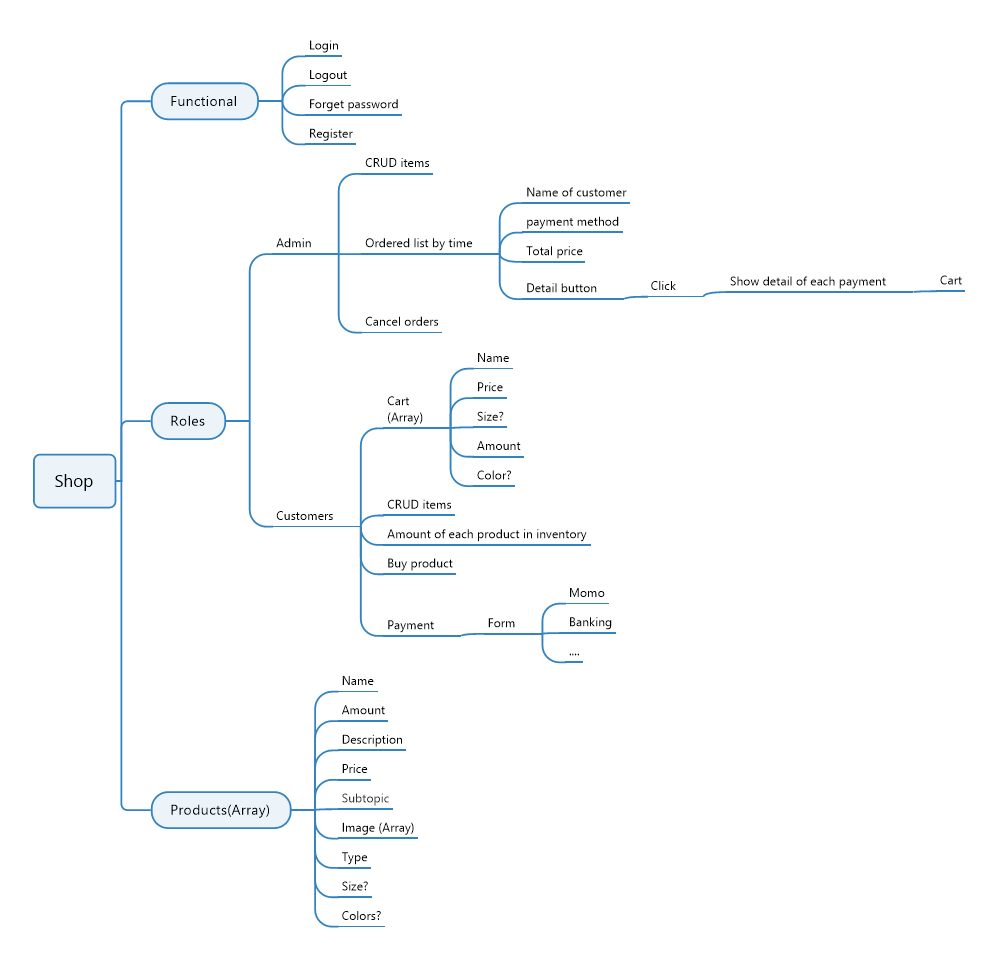 Shop
Functional
Login
Logout
Forget password
Register
Roles
Admin
CRUD items
Ordered list by time
Name of customer
payment method
Total price
Detail button
Click
Show detail of each payment
Cart
Cancel orders
Customers
Cart
(Array)
Name
Price
Size?
Amount
Color?
CRUD items
Amount of each product in inventory
Buy product
Payment
Form
Momo
Banking
....
Products(Array)
Name
Amount
Description
Price
Subtopic
Image (Array)
Type
Size?
Colors?